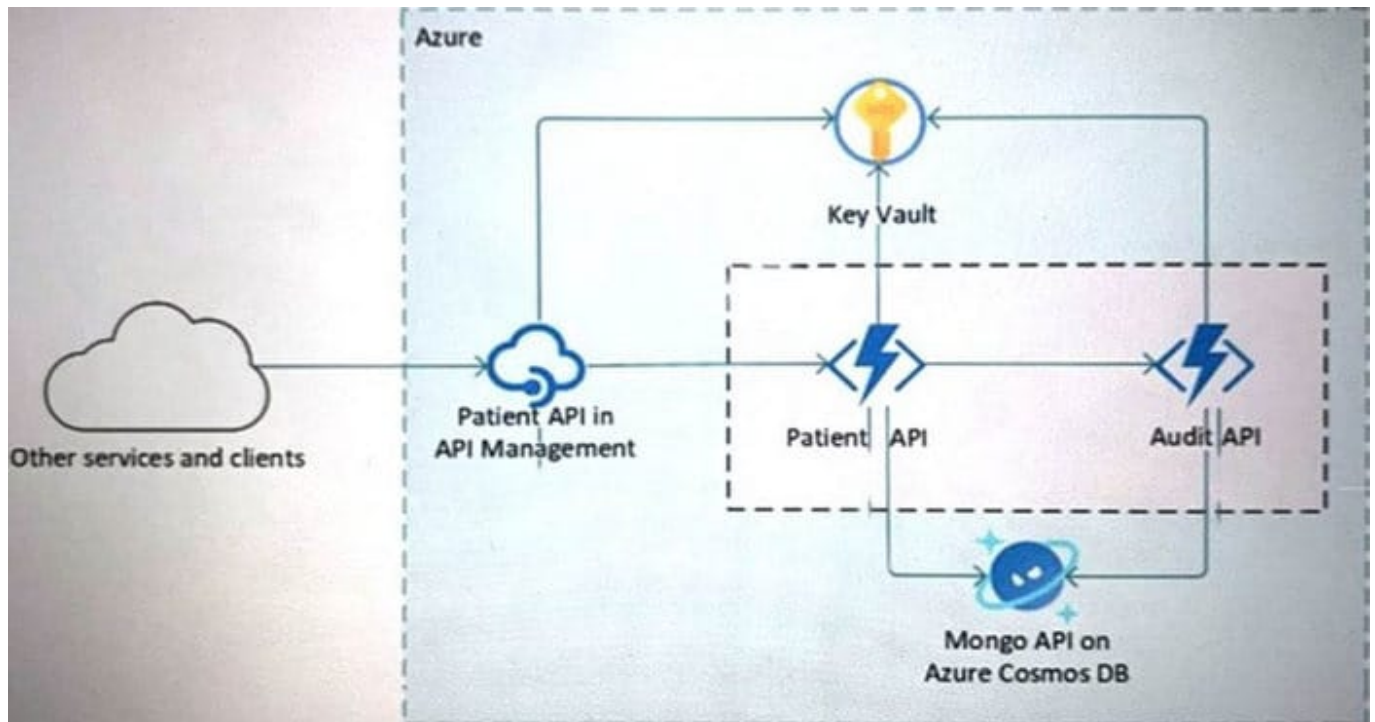 Azure
Key Vault
Patient API in
API Management
Patient API
Audit API
Other services and clients
Mongo API on
Azure Cosmos DB